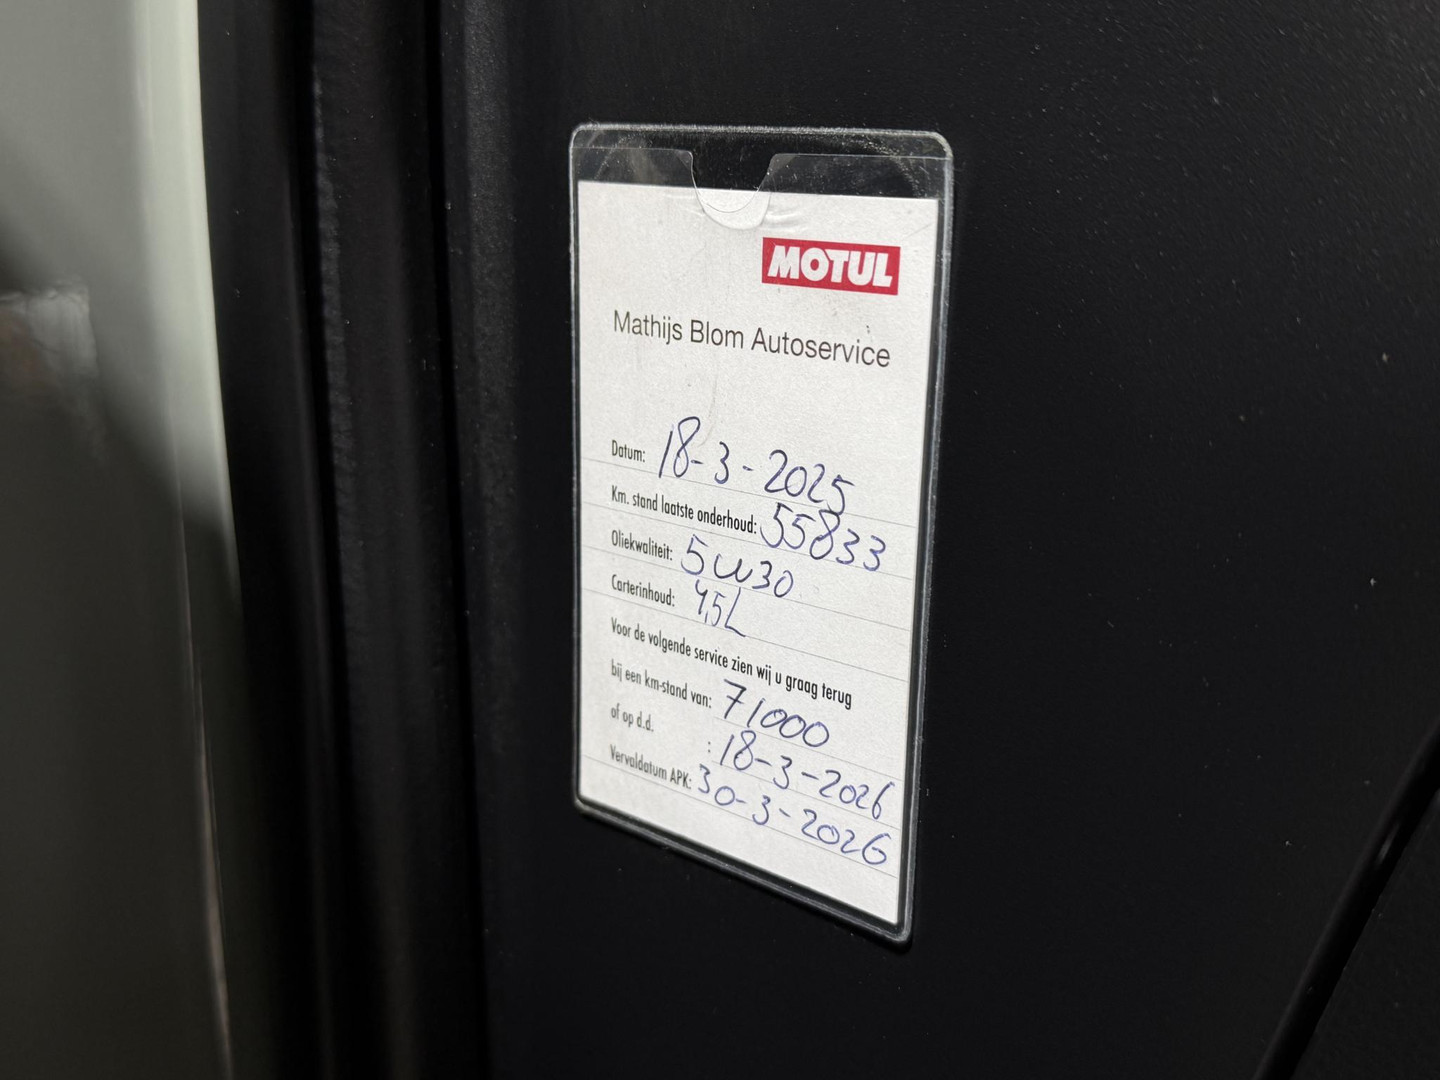 MOTUL
Mathijs Blom Autoservice
Datum: 18-3-2025
Km. stand laatste onderhoud: 55833
Oliekwaliteit: 5W30
Carterinhoud: 4,5L
Voor de volgende service zien wij u graag terug
bij een km-stand van: 71000
of op d.d. : 18-3-2026
Vervaldatum APK: 30-3-2026